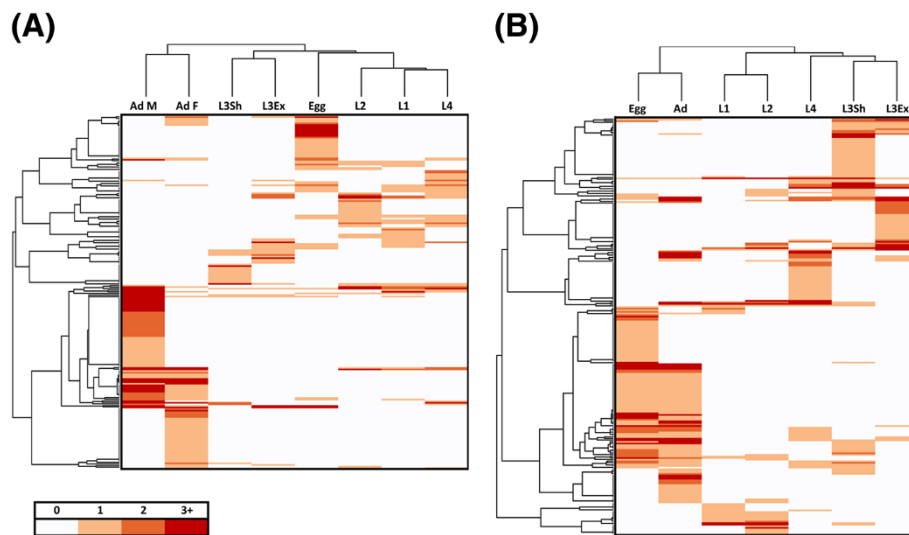 (A)
(B)
Ad M Ad F L3Sh L3Ex Egg L2 L1 L4
Egg Ad L1 L2 L4 L3Sh L3Ex
0 1 2 3+